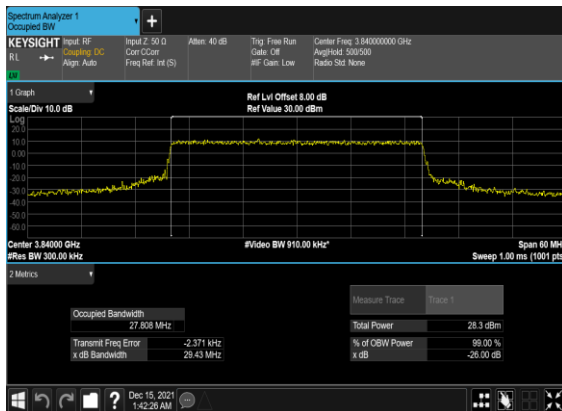 Spectrum Analyzer 1
Occupied BW
KEYSIGHT
RL
Input: RF
Coupling: DC
Align: Auto
Input Z: 50 Ω
Corr CCorr
Freq Ref: Int (S)
Atten: 40 dB
Trig: Free Run
Gate: Off
#IF Gain: Low
Center Freq: 3.840000000 GHz
Avg|Hold: 500/500
Radio Std: None
1 Graph
Scale/Div 10.0 dB
Ref Lvl Offset 8.00 dB
Ref Value 30.00 dBm
Log
20.0
10.0
0.00
-10.0
-20.0
-30.0
-40.0
-50.0
-60.0
Center 3.84000 GHz
#Res BW 300.00 kHz
#Video BW 910.00 kHz*
Span 60 MH
Sweep 1.00 ms (1001 pts
2 Metrics
Occupied Bandwidth
27.808 MHz
Transmit Freq Error -2.371 kHz
x dB Bandwidth 29.43 MHz
Measure Trace Trace 1
Total Power 28.3 dBm
% of OBW Power 99.00 %
x dB -26.00 dB
Dec 15, 2021
1:42:26 AM